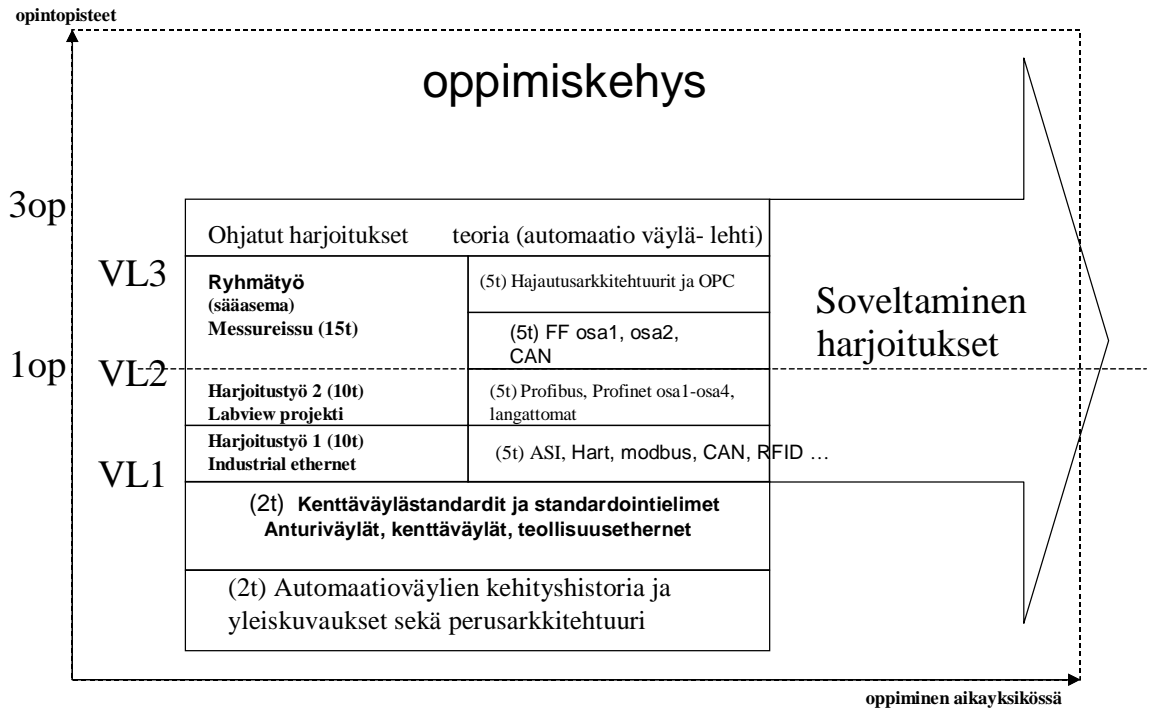 opintopisteet
oppimiskehys
3op
Ohjatut harjoitukset teoria (automaatio väylä- lehti)
VL3
Ryhmätyö
(sääasema)
Messureissu (15t)
(5t) Hajautusarkkitehtuurit ja OPC
(5t) FF osa1, osa2,
CAN
Soveltaminen
harjoitukset
1op
VL2
Harjoitustyö 2 (10t)
Labview projekti
(5t) Profibus, Profinet osa1-osa4,
langattomat
Harjoitustyö 1 (10t)
Industrial ethernet
(5t) ASI, Hart, modbus, CAN, RFID …
VL1
(2t) Kenttäväylästandardit ja standardointielimet
Anturiväylät, kenttäväylät, teollisuusethernet
(2t) Automaatioväylien kehityshistoria ja
yleiskuvaukset sekä perusarkkitehtuuri
oppiminen aikayksikössä